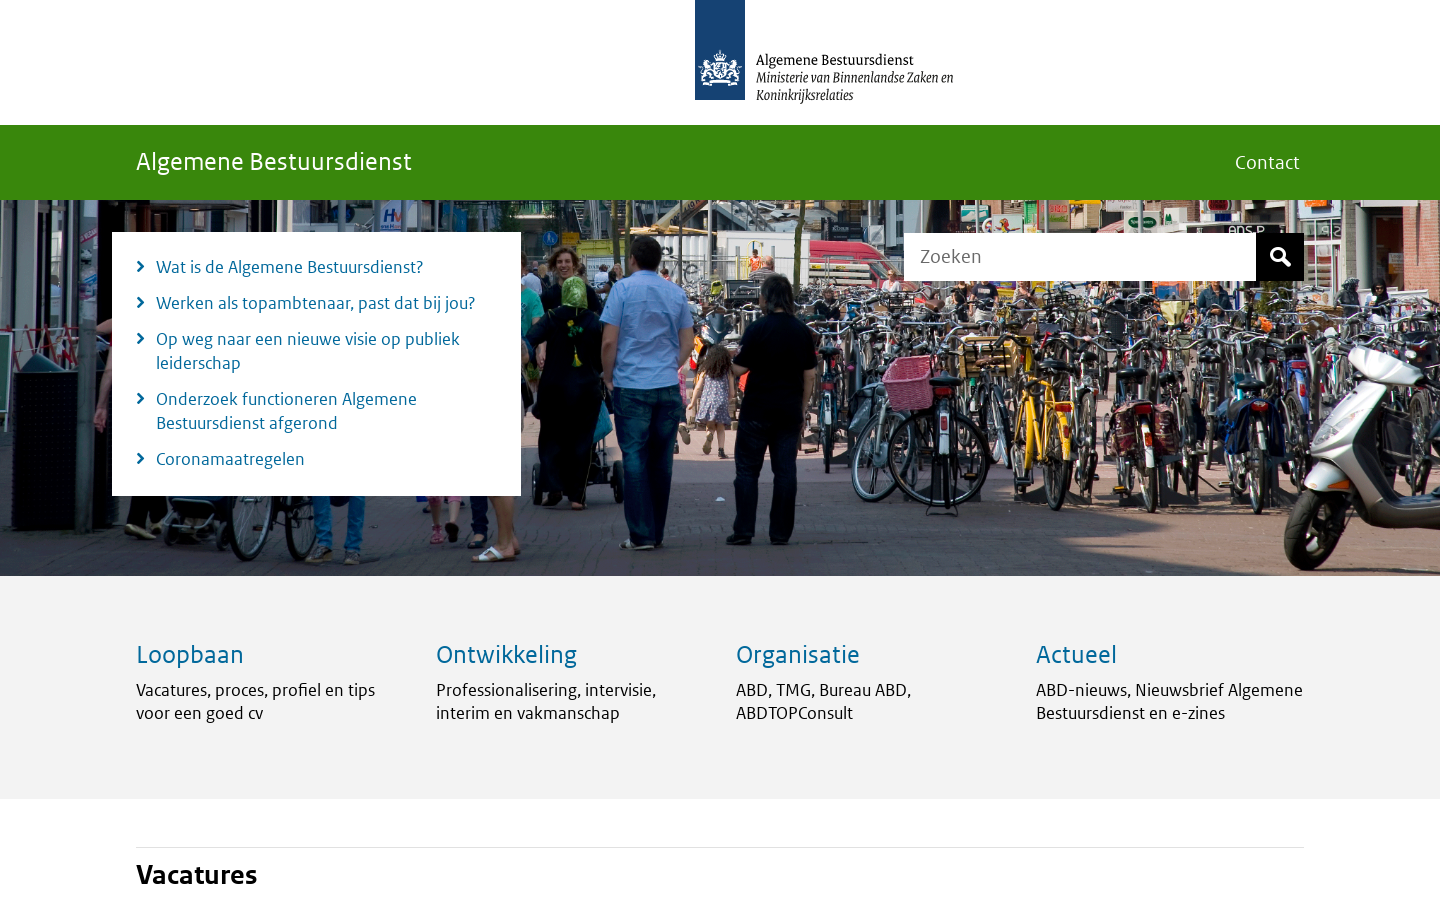 Algemene Bestuursdienst
Ministerie van Binnenlandse Zaken en
Koninkrijksrelaties
Algemene Bestuursdienst
Contact
Zoeken
Wat is de Algemene Bestuursdienst?
Werken als topambtenaar, past dat bij jou?
Op weg naar een nieuwe visie op publiek
leiderschap
Onderzoek functioneren Algemene
Bestuursdienst afgerond
Coronamaatregelen
Loopbaan
Vacatures, proces, profiel en tips
voor een goed cv
Ontwikkeling
Professionalisering, intervisie,
interim en vakmanschap
Organisatie
ABD, TMG, Bureau ABD,
ABDTOPConsult
Actueel
ABD-nieuws, Nieuwsbrief Algemene
Bestuursdienst en e-zines
Vacatures